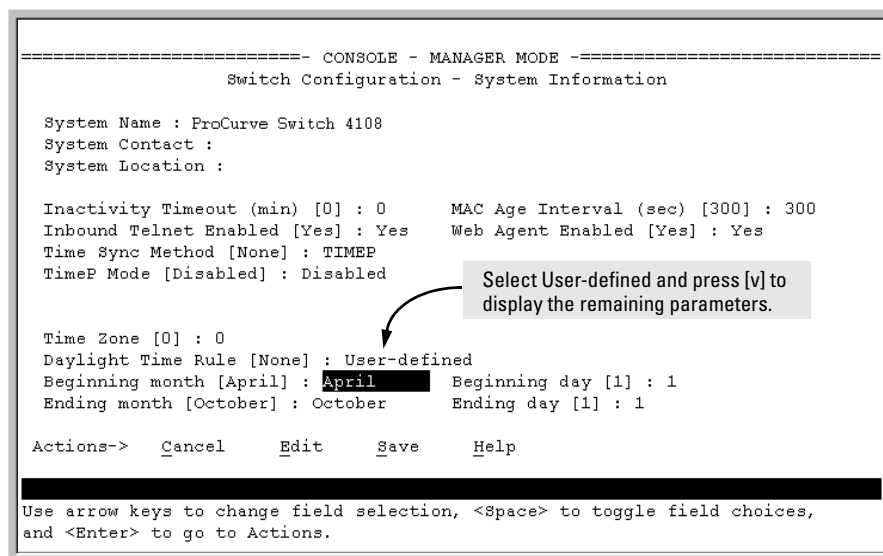 ==========================- CONSOLE - MANAGER MODE -============================
Switch Configuration - System Information
System Name : ProCurve Switch 4108
System Contact :
System Location :
Inactivity Timeout (min) [0] : 0 MAC Age Interval (sec) [300] : 300
Inbound Telnet Enabled [Yes] : Yes Web Agent Enabled [Yes] : Yes
Time Sync Method [None] : TIMEP
TimeP Mode [Disabled] : Disabled
Select User-defined and press [v] to
display the remaining parameters.
Time Zone [0] : 0
Daylight Time Rule [None] : User-defined
Beginning month [April] : April Beginning day [1] : 1
Ending month [October] : October Ending day [1] : 1
Actions-> Cancel Edit Save Help
Use arrow keys to change field selection, <Space> to toggle field choices,
and <Enter> to go to Actions.